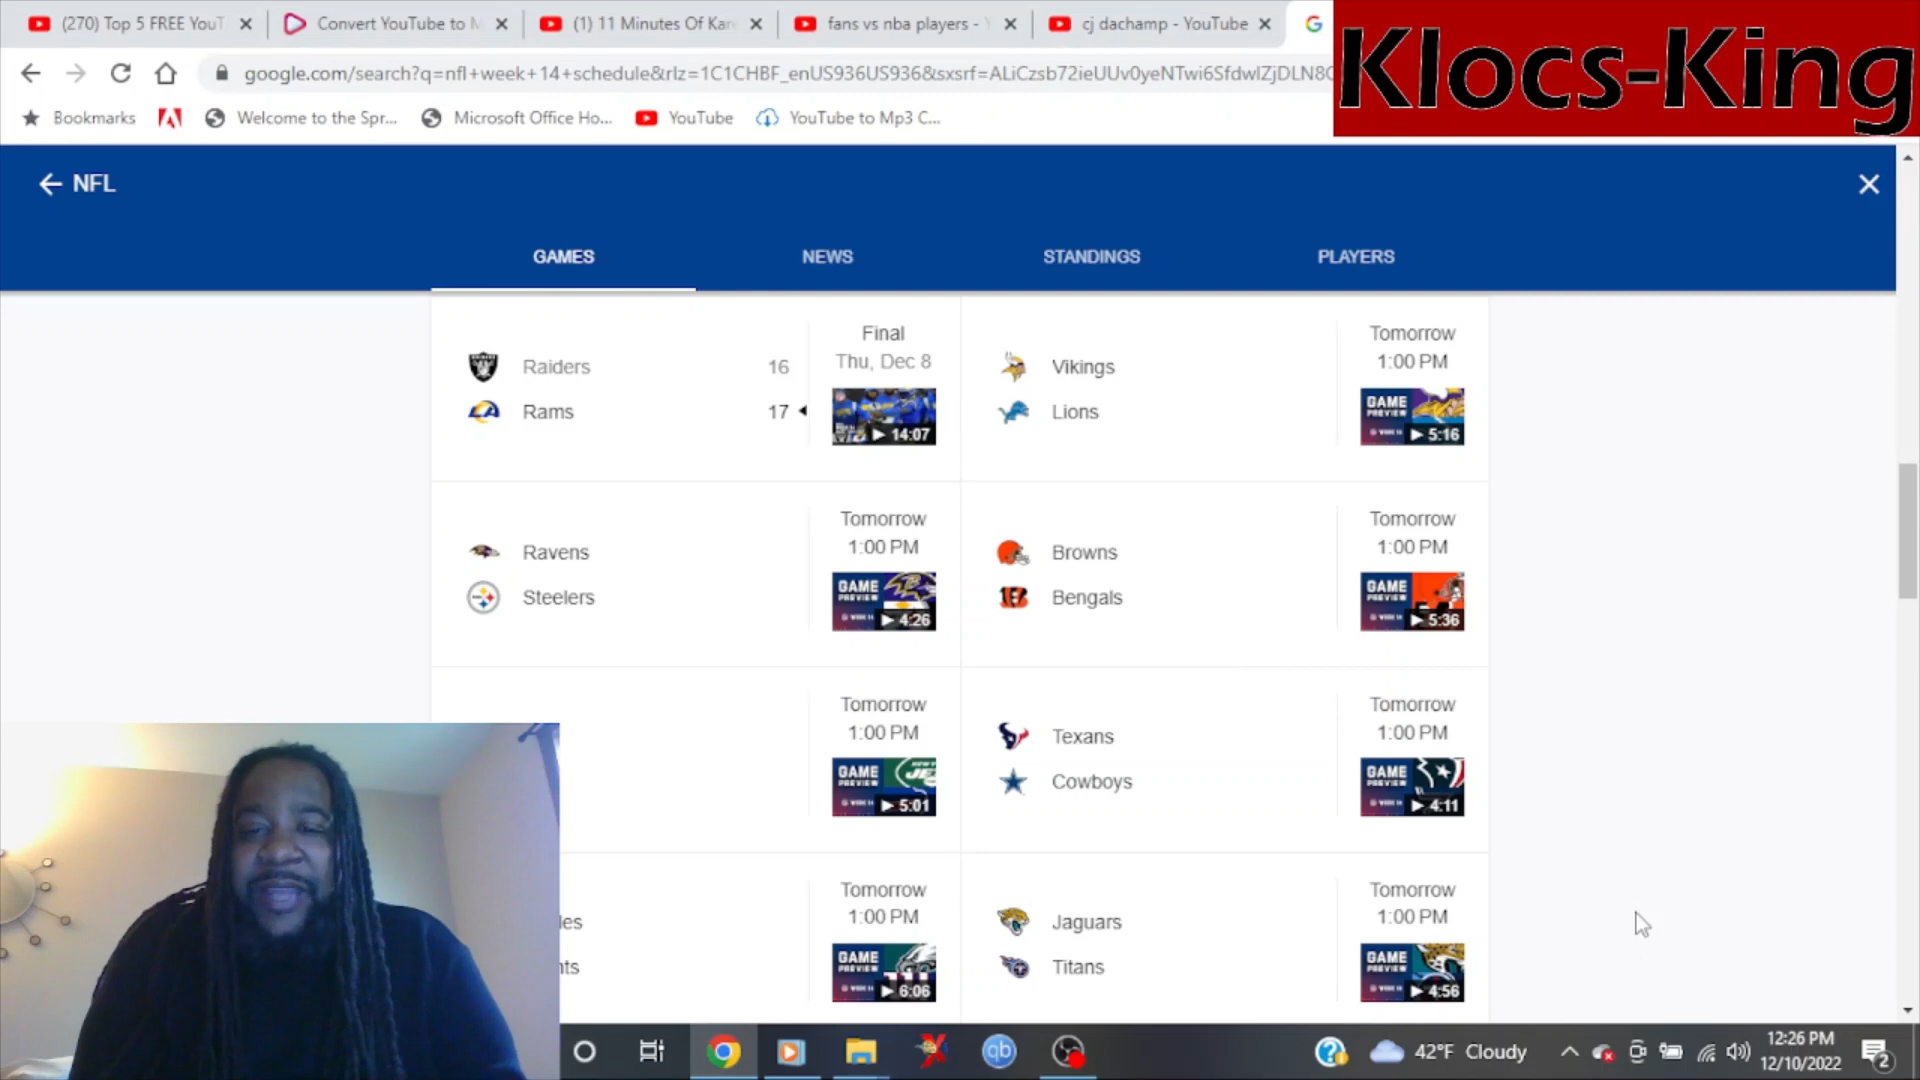 (270) Top 5 FREE YouT
Convert YouTube to M
(1) 11 Minutes Of Kar
fans vs nba players - Y
cj dachamp - YouTube
Klocs-King
google.com/search?q=nfl+week+14+schedule&rlz=1C1CHBF_enUS936US936&sxsrf=ALiCzsb72ieUUv0yeNTwi6SfdwIZjDLN8C
Bookmarks
Welcome to the Spr...
Microsoft Office Ho...
YouTube
YouTube to Mp3 C...
NFL
GAMES NEWS STANDINGS PLAYERS
Raiders 16
Rams 17
Final
Thu, Dec 8
14:07
Vikings
Lions
Tomorrow
1:00 PM
GAME
PREVIEW
5:16
Ravens
Steelers
Tomorrow
1:00 PM
GAME
PREVIEW
4:26
Browns
Bengals
Tomorrow
1:00 PM
GAME
PREVIEW
5:36
Tomorrow
1:00 PM
GAME
PREVIEW
5:01
Texans
Cowboys
Tomorrow
1:00 PM
GAME
PREVIEW
4:11
les
nts
Tomorrow
1:00 PM
GAME
PREVIEW
6:06
Jaguars
Titans
Tomorrow
1:00 PM
GAME
PREVIEW
4:56
qb
42°F Cloudy
12:26 PM
12/10/2022
2